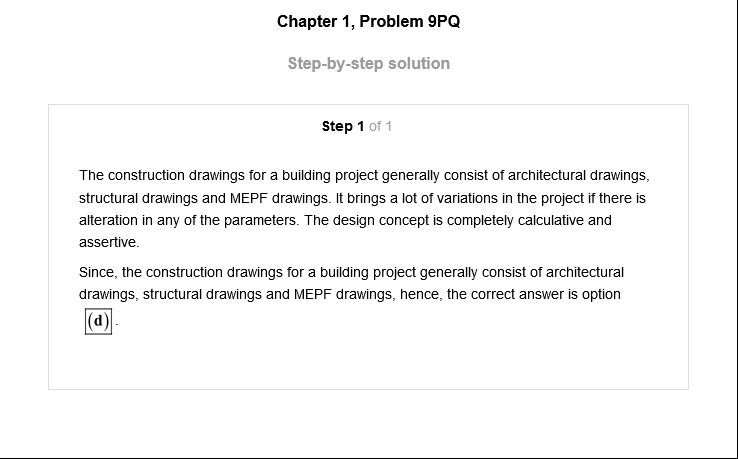 Chapter 1, Problem 9PQ
Step-by-step solution
Step 1 of 1
The construction drawings for a building project generally consist of architectural drawings,
structural drawings and MEPF drawings. It brings a lot of variations in the project if there is
alteration in any of the parameters. The design concept is completely calculative and
assertive.
Since, the construction drawings for a building project generally consist of architectural
drawings, structural drawings and MEPF drawings, hence, the correct answer is option
(d).